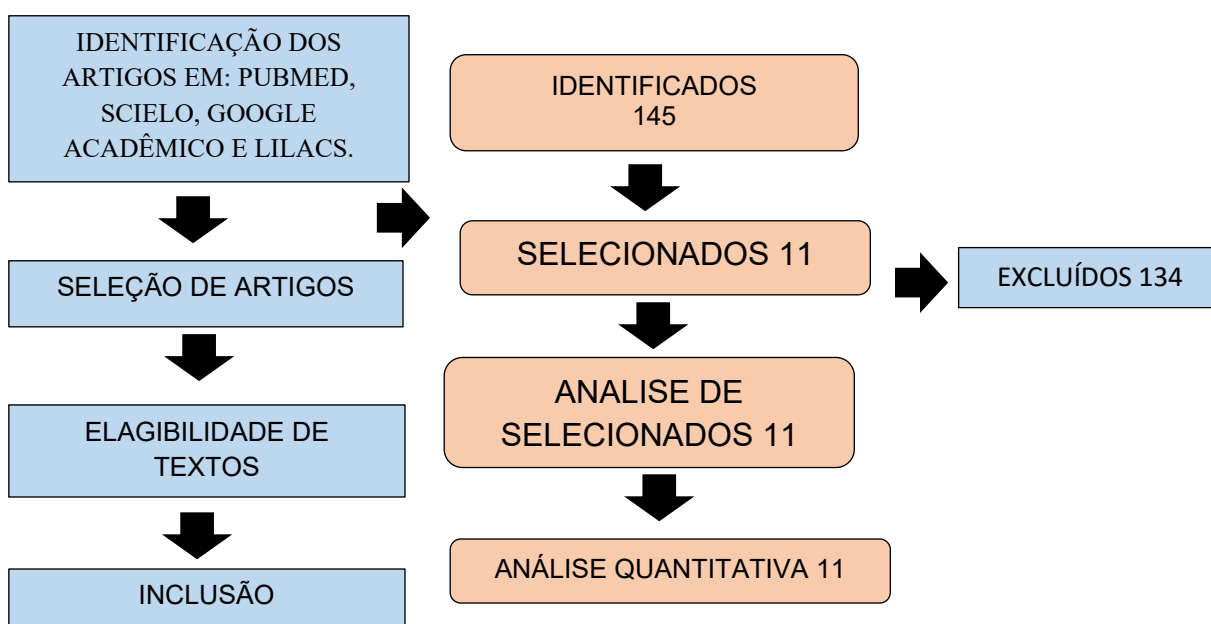 IDENTIFICAÇÃO DOS
ARTIGOS EM: PUBMED,
SCIELO, GOOGLE
ACADÊMICO E LILACS.
SELEÇÃO DE ARTIGOS
ELAGIBILIDADE DE
TEXTOS
INCLUSÃO
IDENTIFICADOS
145
SELECIONADOS 11
ANALISE DE
SELECIONADOS 11
ANÁLISE QUANTITATIVA 11
EXCLUÍDOS 134